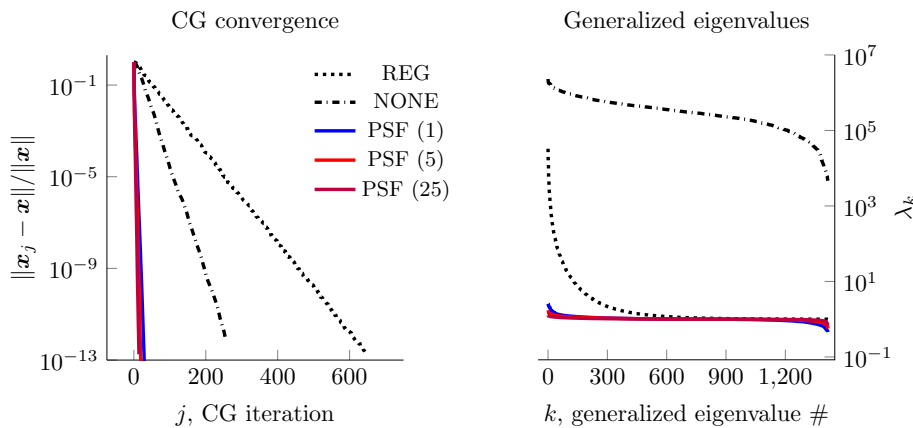 CG convergence
Generalized eigenvalues
10^-1
10^-5
10^-9
10^-13
‖x_j − x‖/‖x‖
REG
NONE
PSF (1)
PSF (5)
PSF (25)
0
200
400
600
j, CG iteration
10^7
10^5
10^3
10^1
10^-1
λ_k
0
300
600
900
1,200
k, generalized eigenvalue #